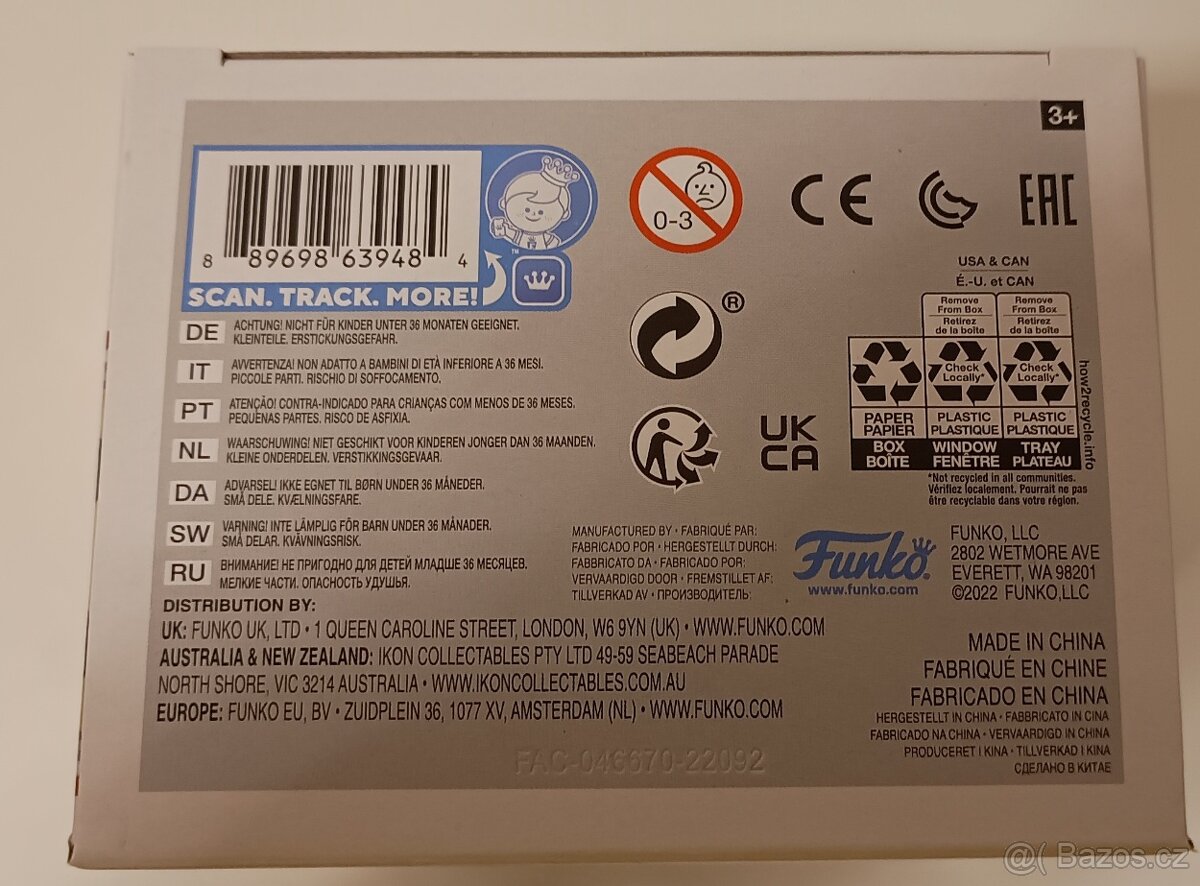 3+
8 89698 63948 4
SCAN. TRACK. MORE!
™
0-3
CE
EAC
®
UK
CA
USA & CAN
É.-U. et CAN
Remove From Box
Retirez de la boîte
Remove From Box
Retirez de la boîte
Check Locally*
Check Locally*
PAPER
PAPIER
PLASTIC
PLASTIQUE
PLASTIC
PLASTIQUE
BOX
BOÎTE
WINDOW
FENÊTRE
TRAY
PLATEAU
how2recycle.info
*Not recycled in all communities.
Vérifiez localement. Pourrait ne pas
être recyclable dans votre région.
DE ACHTUNG! NICHT FÜR KINDER UNTER 36 MONATEN GEEIGNET.
KLEINTEILE. ERSTICKUNGSGEFAHR.
IT AVVERTENZA! NON ADATTO A BAMBINI DI ETÀ INFERIORE A 36 MESI.
PICCOLE PARTI. RISCHIO DI SOFFOCAMENTO.
PT ATENÇÃO! CONTRA-INDICADO PARA CRIANÇAS COM MENOS DE 36 MESES.
PEQUENAS PARTES. RISCO DE ASFIXIA.
NL WAARSCHUWING! NIET GESCHIKT VOOR KINDEREN JONGER DAN 36 MAANDEN.
KLEINE ONDERDELEN. VERSTIKKINGSGEVAAR.
DA ADVARSEL! IKKE EGNET TIL BØRN UNDER 36 MÅNEDER.
SMÅ DELE. KVÆLNINGSFARE.
SW VARNING! INTE LÄMPLIG FÖR BARN UNDER 36 MÅNADER.
SMÅ DELAR. KVÄVNINGSRISK.
RU ВНИМАНИЕ! НЕ ПРИГОДНО ДЛЯ ДЕТЕЙ МЛАДШЕ 36 МЕСЯЦЕВ.
МЕЛКИЕ ЧАСТИ. ОПАСНОСТЬ УДУШЬЯ.
MANUFACTURED BY • FABRIQUÉ PAR:
FABRICADO POR • HERGESTELLT DURCH:
FABBRICATO DA • FABRICADO POR:
VERVAARDIGD DOOR • FREMSTILLET AF:
TILLVERKAD AV • ПРОИЗВОДИТЕЛЬ:
Funko
www.funko.com
FUNKO, LLC
2802 WETMORE AVE
EVERETT, WA 98201
©2022 FUNKO,LLC
DISTRIBUTION BY:
UK: FUNKO UK, LTD • 1 QUEEN CAROLINE STREET, LONDON, W6 9YN (UK) • WWW.FUNKO.COM
AUSTRALIA & NEW ZEALAND: IKON COLLECTABLES PTY LTD 49-59 SEABEACH PARADE
NORTH SHORE, VIC 3214 AUSTRALIA • WWW.IKONCOLLECTABLES.COM.AU
EUROPE: FUNKO EU, BV • ZUIDPLEIN 36, 1077 XV, AMSTERDAM (NL) • WWW.FUNKO.COM
MADE IN CHINA
FABRIQUÉ EN CHINE
FABRICADO EN CHINA
HERGESTELLT IN CHINA • FABBRICATO IN CINA
FABRICADO NA CHINA • VERVAARDIGD IN CHINA
PRODUCERET I KINA • TILLVERKAD I KINA
СДЕЛАНО В КИТАЕ
FAC-046670-22092
@( Bazos.cz